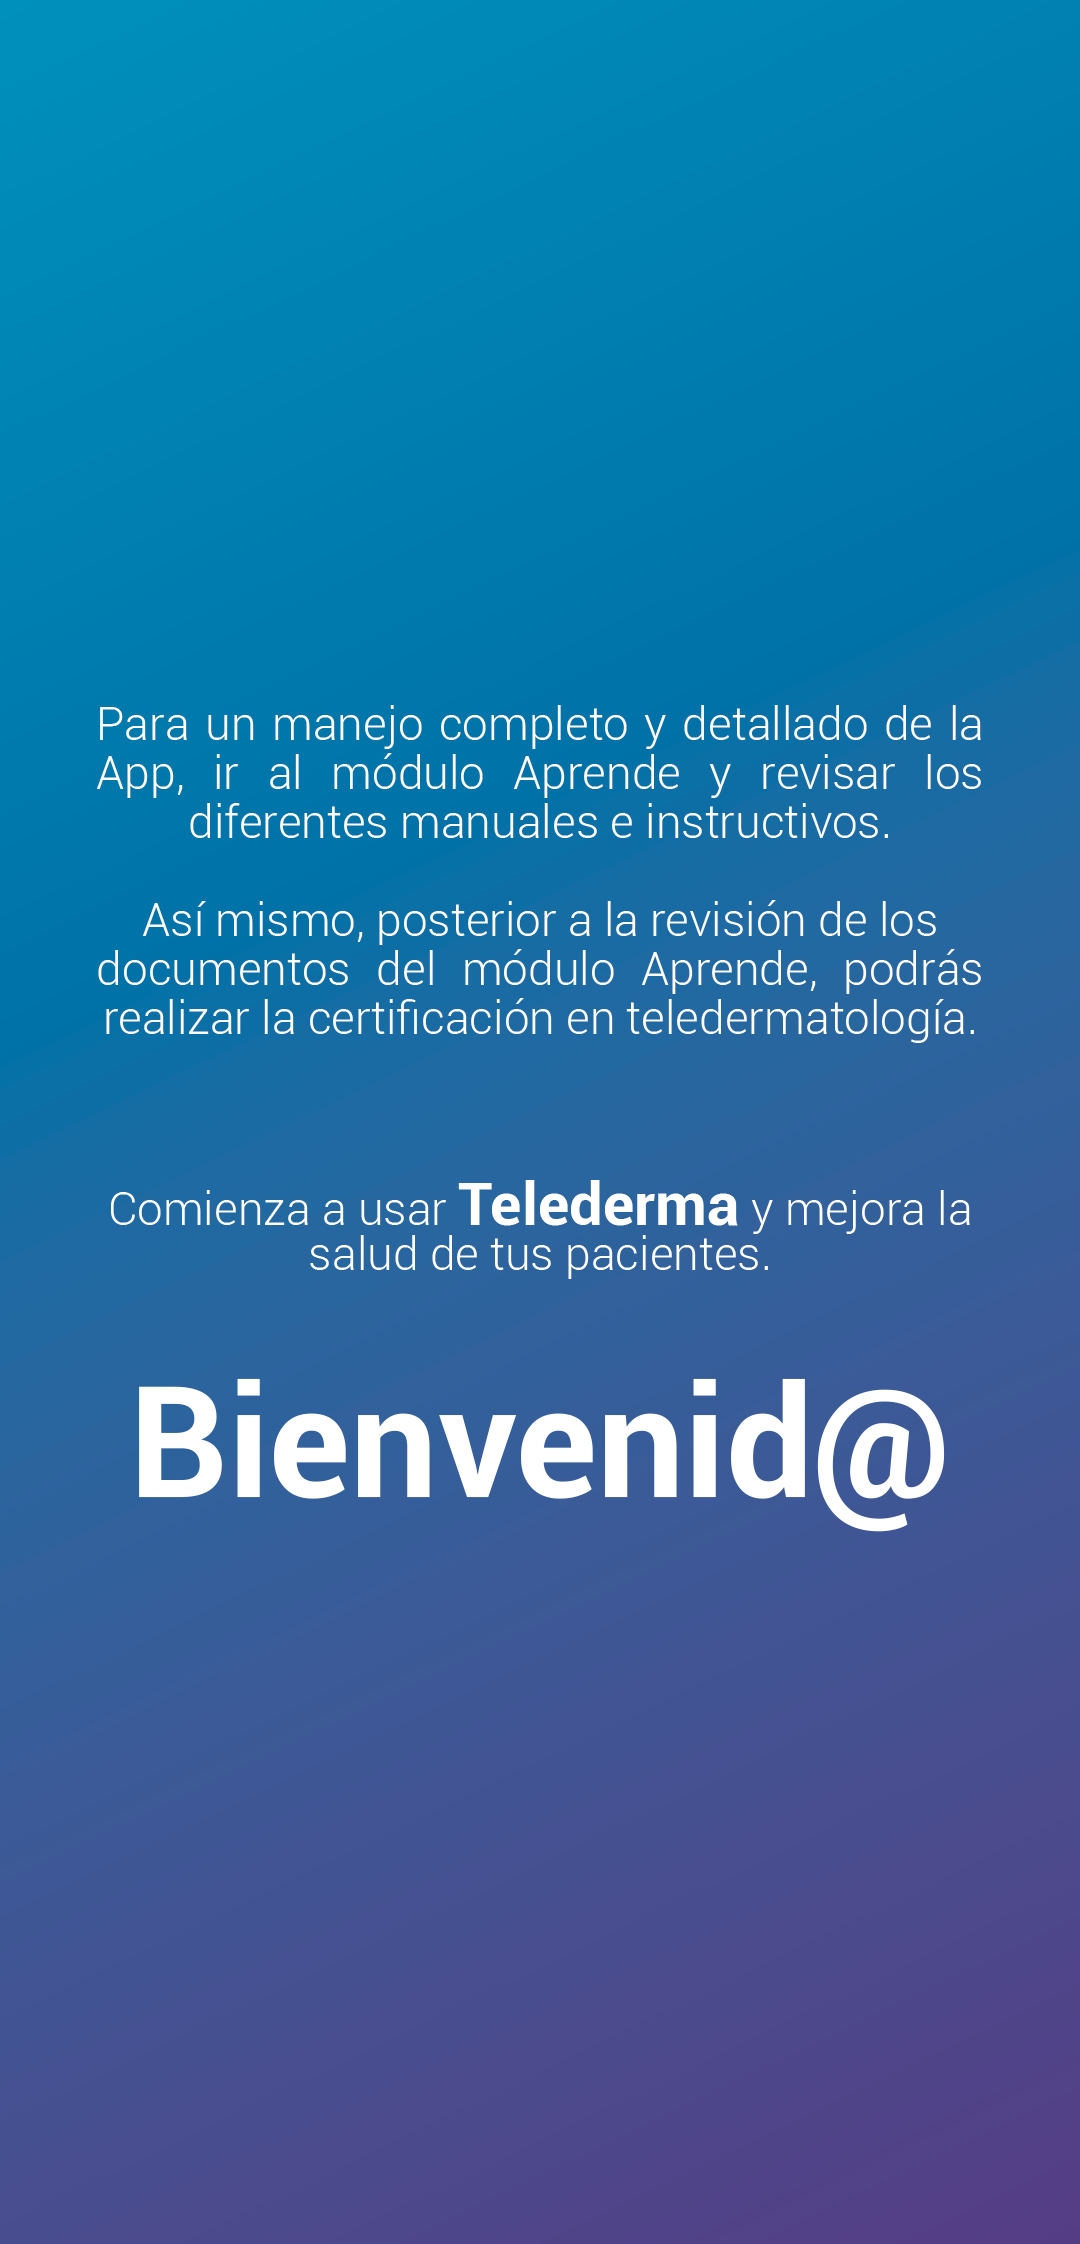 Para un manejo completo y detallado de la
App, ir al módulo Aprende y revisar los
diferentes manuales e instructivos.
Así mismo, posterior a la revisión de los
documentos del módulo Aprende, podrás
realizar la certificación en teledermatología.
Comienza a usar Telederma y mejora la
salud de tus pacientes.
Bienvenid@